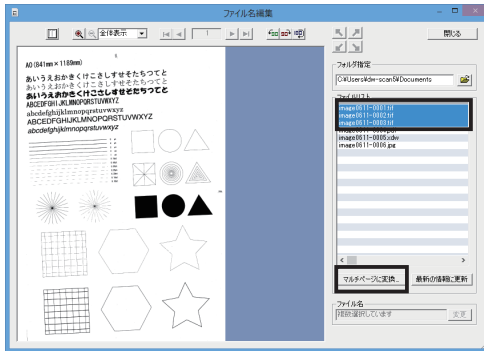 ファイル名編集
全体表示
1
閉じる
フォルダ指定
C:¥Users¥dw-scan5¥Documents
ファイルリスト
image0611-0001.tif
image0611-0002.tif
image0611-0003.tif
image0611-0005.xdw
image0611-0006.jpg
マルチページに変換...
最新の情報に更新
ファイル名
複数選択しています
変更
A0 (841mm×1189mm)
あいうえおかきくけこさしすせそたちつてと
あいうえおかきくけこさしすせそたちつてと
あいうえおかきくけこさしすせそたちつてと
ABCEDFGHIJKLMNOPQRSTUVWXYZ
abcdefghijklmnopqrstuvwxyz
ABCEDFGHIJKLMNOPQRSTUVWXYZ
abcdefghijklmnopqrstuvwxyz